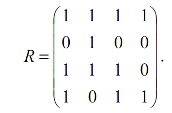 1 1 1 1
0 1 0 0
R = 1 1 1 0 .
1 0 1 1